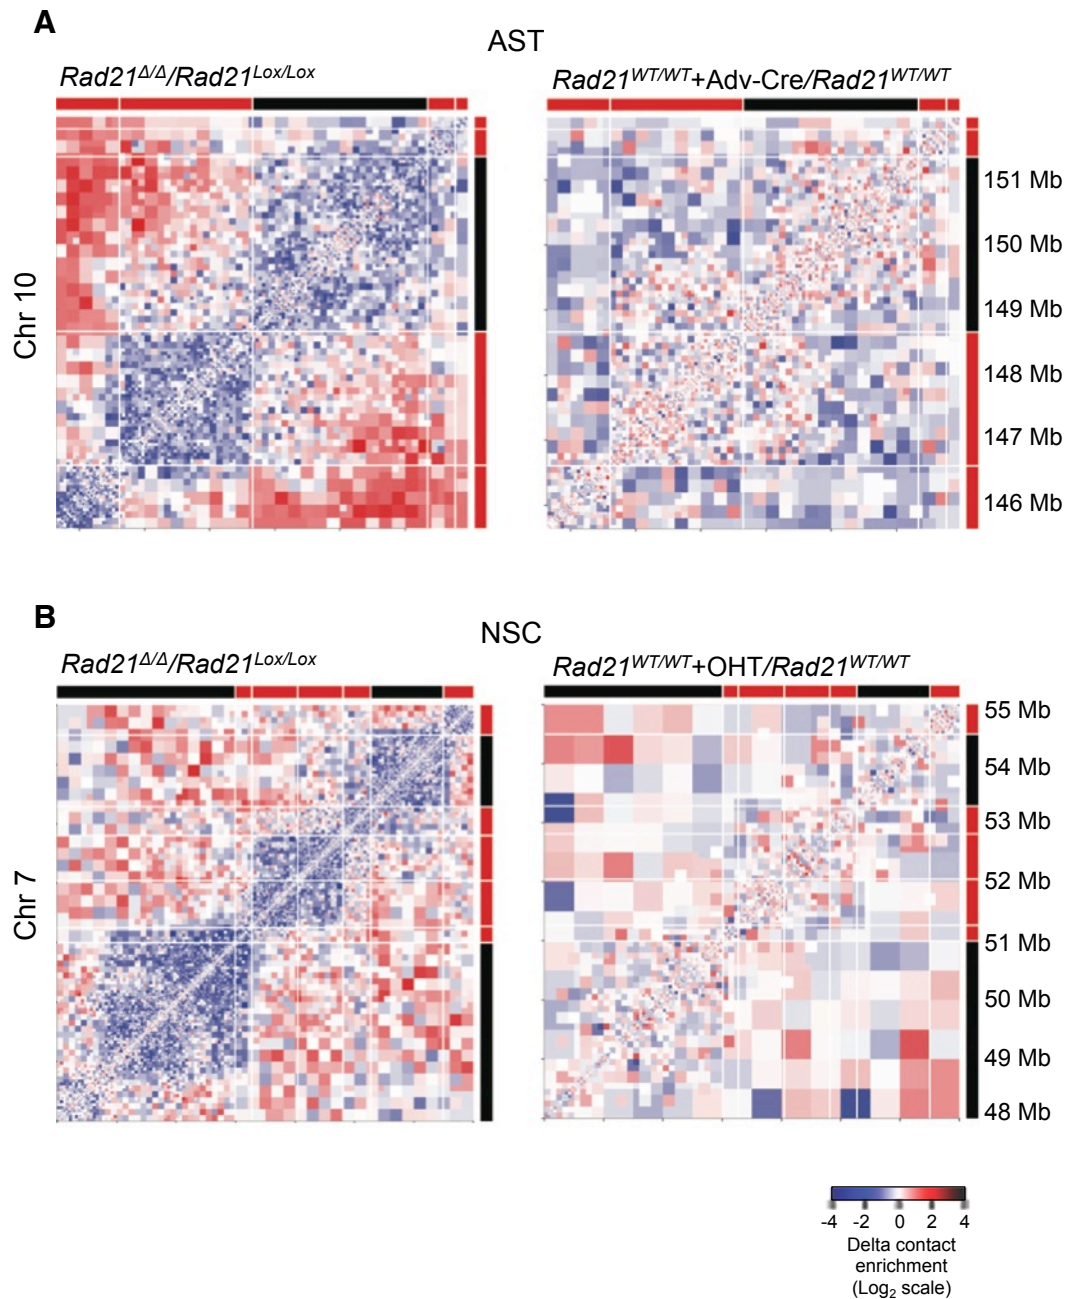 A
AST
Rad21Δ/Δ/Rad21Lox/Lox
Rad21WT/WT+Adv-Cre/Rad21WT/WT
Chr 10
151 Mb
150 Mb
149 Mb
148 Mb
147 Mb
146 Mb
B
NSC
Rad21Δ/Δ/Rad21Lox/Lox
Rad21WT/WT+OHT/Rad21WT/WT
Chr 7
55 Mb
54 Mb
53 Mb
52 Mb
51 Mb
50 Mb
49 Mb
48 Mb
-4 -2 0 2 4
Delta contact
enrichment
(Log2 scale)